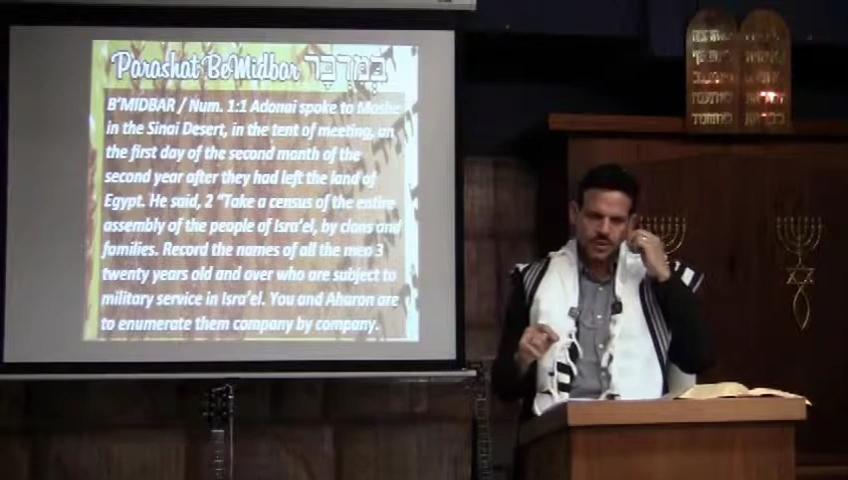 Parashat BeMidbar בְּמִדְבַּר
B'MIDBAR / Num. 1:1 Adonai spoke to Moshe
in the Sinai Desert, in the tent of meeting, on
the first day of the second month of the
second year after they had left the land of
Egypt. He said, 2 "Take a census of the entire
assembly of the people of Isra'el, by clans and
families. Record the names of all the men 3
twenty years old and over who are subject to
military service in Isra'el. You and Aharon are
to enumerate them company by company.